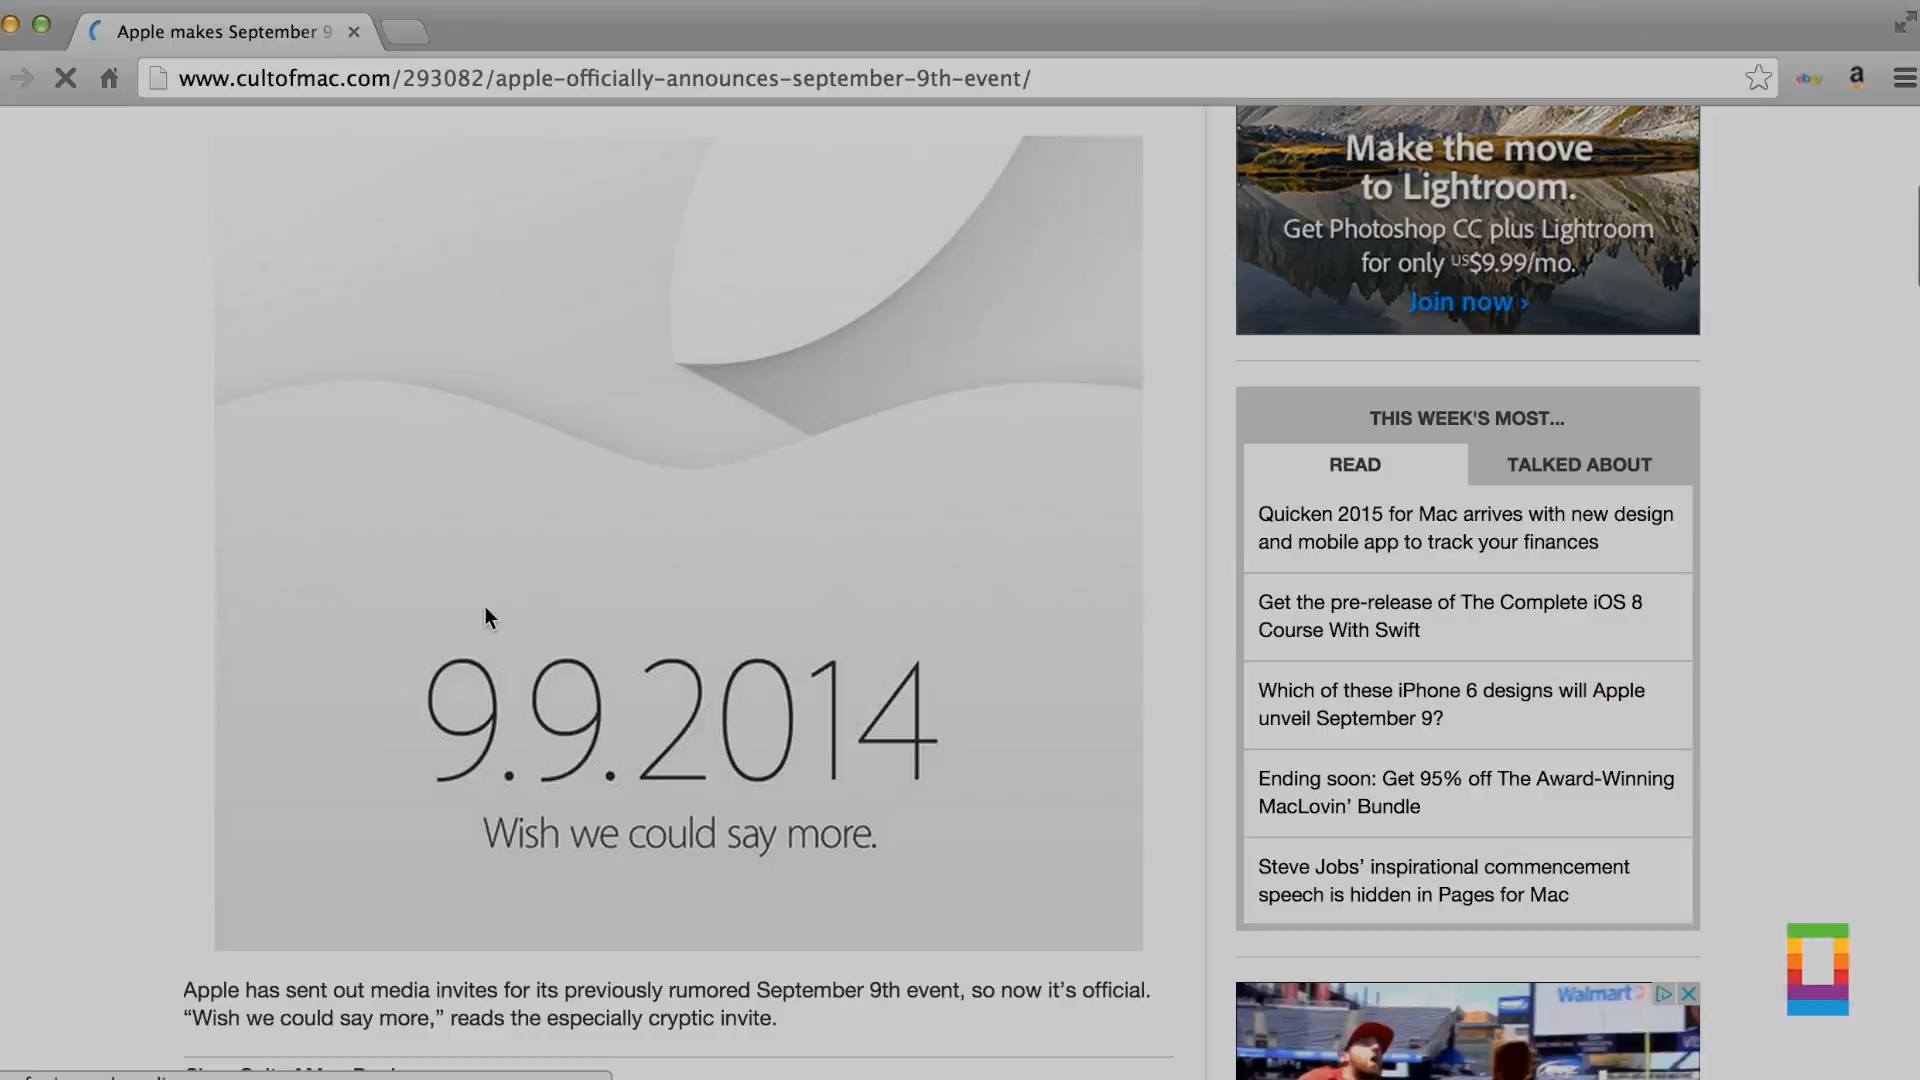 Apple makes September 9
www.cultofmac.com/293082/apple-officially-announces-september-9th-event/
ebay
a
Make the move
to Lightroom.
Get Photoshop CC plus Lightroom
for only US$9.99/mo.
Join now ›
THIS WEEK'S MOST...
READ
TALKED ABOUT
Quicken 2015 for Mac arrives with new design
and mobile app to track your finances
Get the pre-release of The Complete iOS 8
Course With Swift
Which of these iPhone 6 designs will Apple
unveil September 9?
Ending soon: Get 95% off The Award-Winning
MacLovin’ Bundle
Steve Jobs’ inspirational commencement
speech is hidden in Pages for Mac
9.9.2014
Wish we could say more.
Apple has sent out media invites for its previously rumored September 9th event, so now it’s official.
“Wish we could say more,” reads the especially cryptic invite.
Walmart